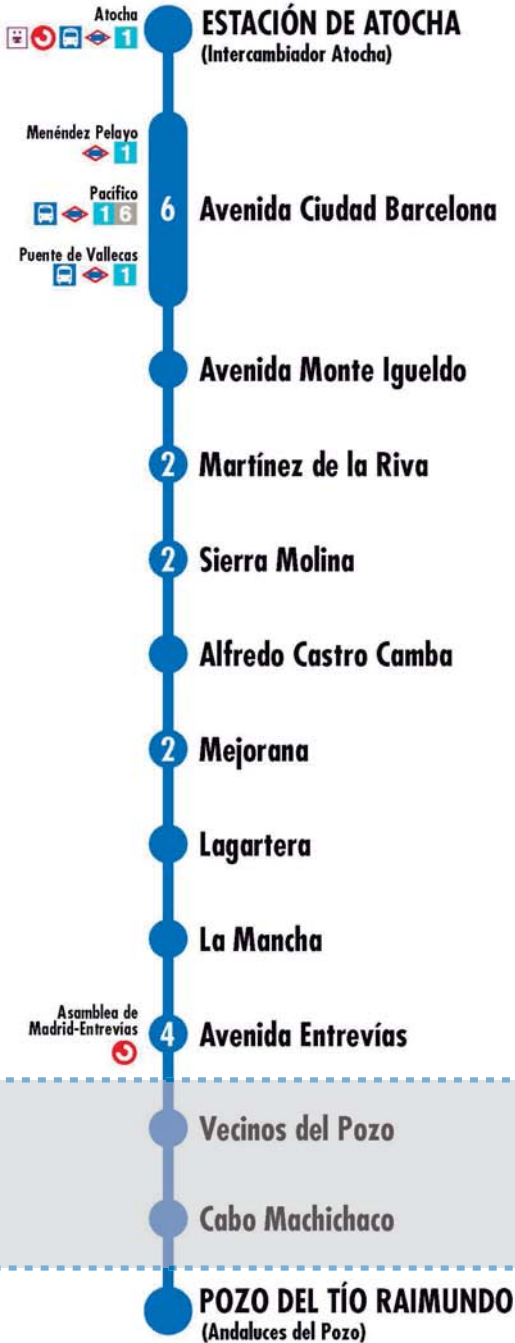 Atocha
1
ESTACIÓN DE ATOCHA
(Intercambiador Atocha)
Menéndez Pelayo
1
Pacífico
1 6
Puente de Vallecas
1
6 Avenida Ciudad Barcelona
Avenida Monte Igueldo
2 Martínez de la Riva
2 Sierra Molina
Alfredo Castro Camba
2 Mejorana
Lagartera
La Mancha
Asamblea de
Madrid-Entrevías
4 Avenida Entrevías
Vecinos del Pozo
Cabo Machichaco
POZO DEL TÍO RAIMUNDO
(Andaluces del Pozo)